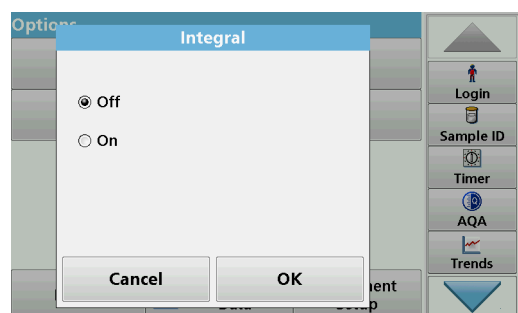 Options
Integral
Off
On
Cancel
OK
Login
Sample ID
Timer
AQA
Trends